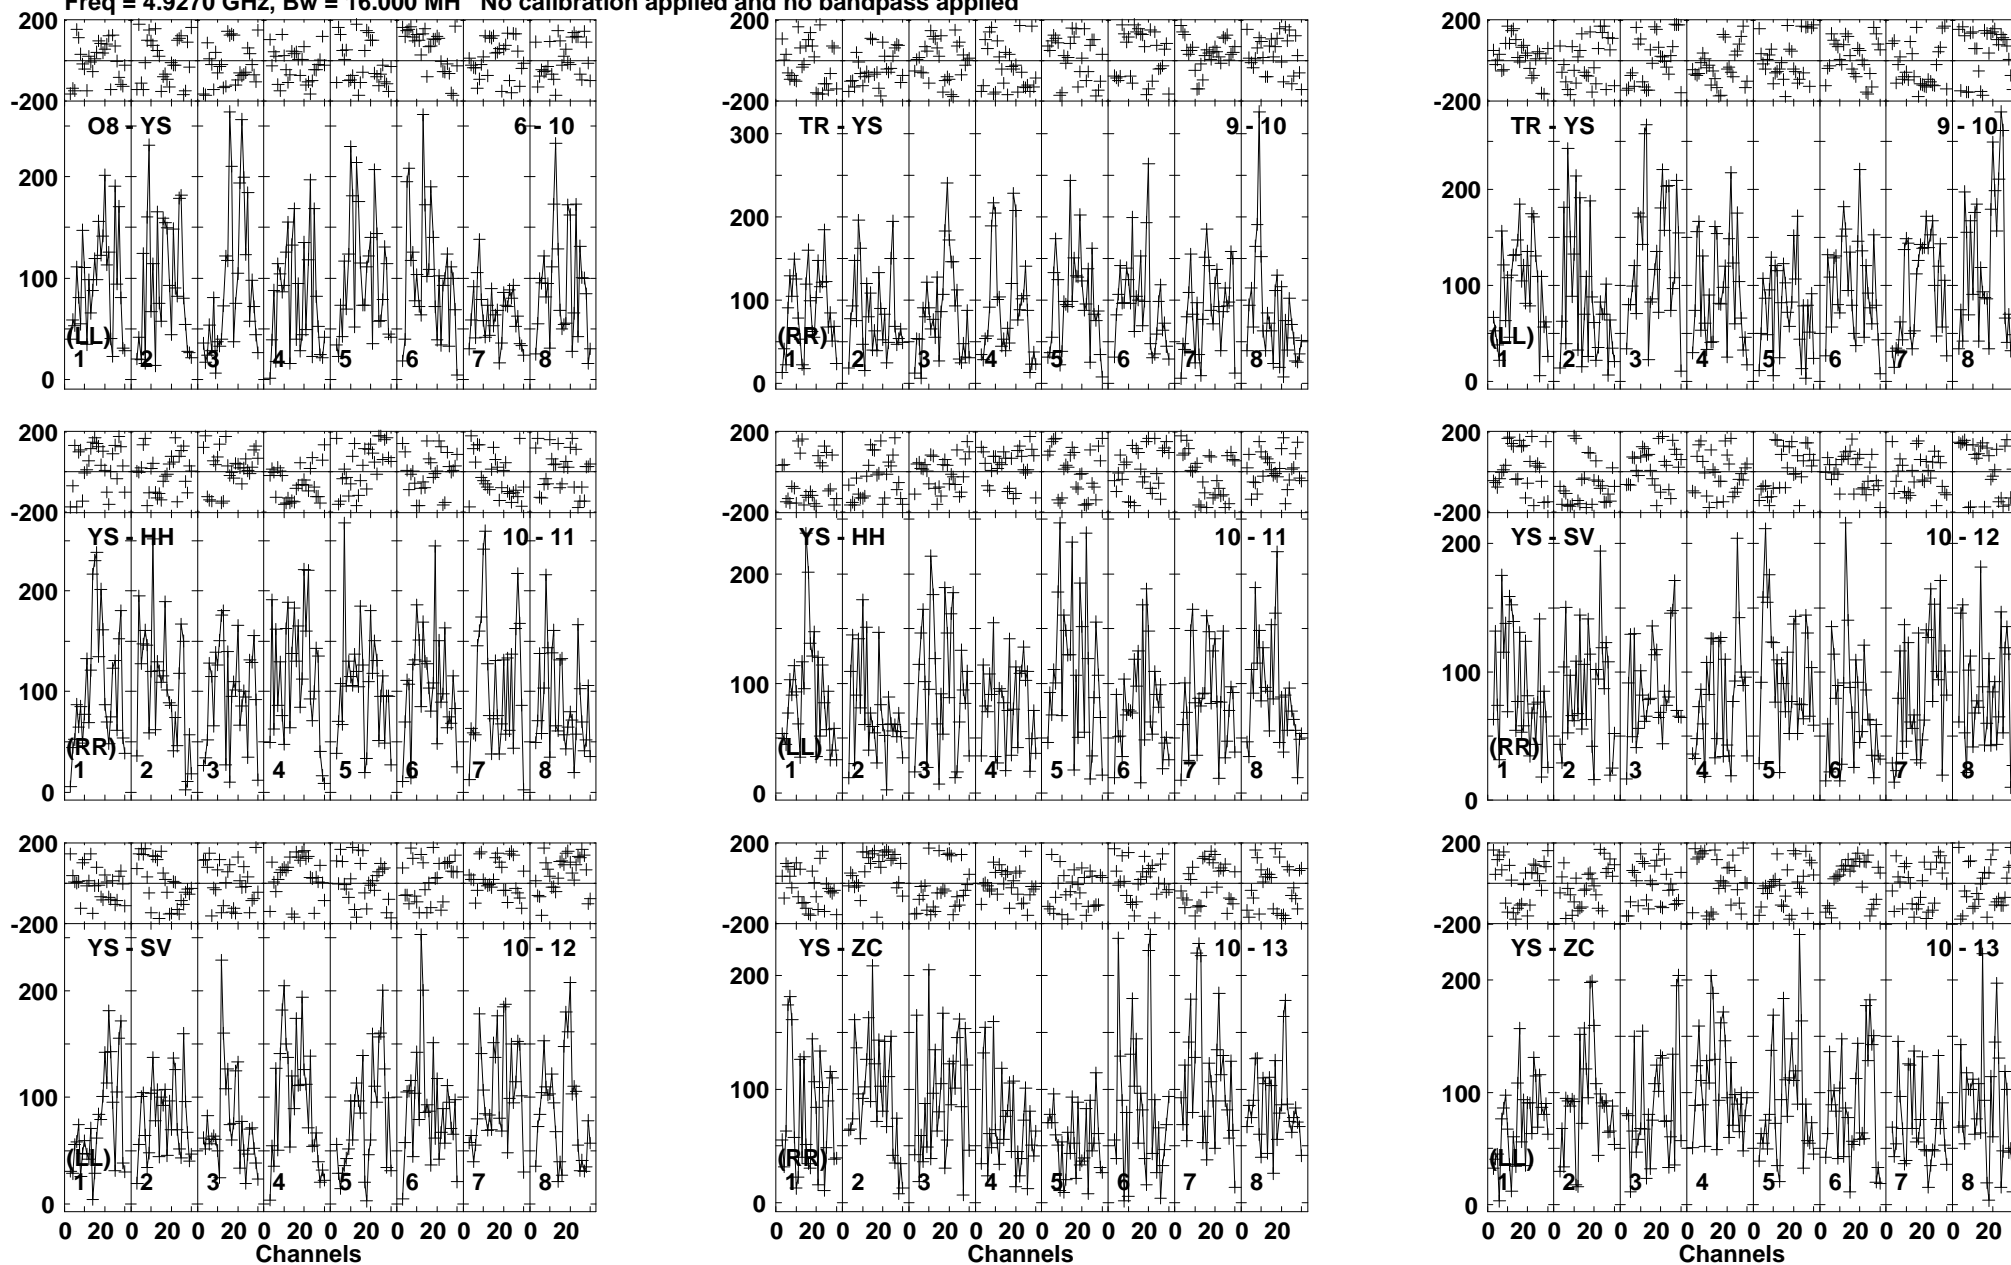 Freq = 4.9270 GHz, Bw = 16.000 MH No calibration applied and no bandpass applied
200 200 200
-200 -200 -200
O8 - YS 6 - 10 TR - YS 9 - 10 TR - YS 9 - 10
300
200 200 200
100 100 100
(LL) (RR) (LL)
1 2 3 4 5 6 7 8 1 2 3 4 5 6 7 8 1 2 3 4 5 6 7 8
0 0 0
200 200 200
-200 -200 -200
YS - HH 10 - 11 YS - HH 10 - 11 YS - SV 10 - 12
200 200 200
100 100 100
(RR) (LL) (RR)
1 2 3 4 5 6 7 8 1 2 3 4 5 6 7 8 1 2 3 4 5 6 7 8
0 0 0
200 200 200
-200 -200 -200
YS - SV 10 - 12 YS - ZC 10 - 13 YS - ZC 10 - 13
200 200 200
100 100 100
(LL) (RR) (LL)
1 2 3 4 5 6 7 8 1 2 3 4 5 6 7 8 1 2 3 4 5 6 7 8
0 0 0
0 20 0 20 0 20 0 20 0 20 0 20 0 20 0 20 0 20 0 20 0 20 0 20 0 20 0 20 0 20 0 20 0 20 0 20 0 20 0 20 0 20 0 20 0 20 0 20
Channels Channels Channels